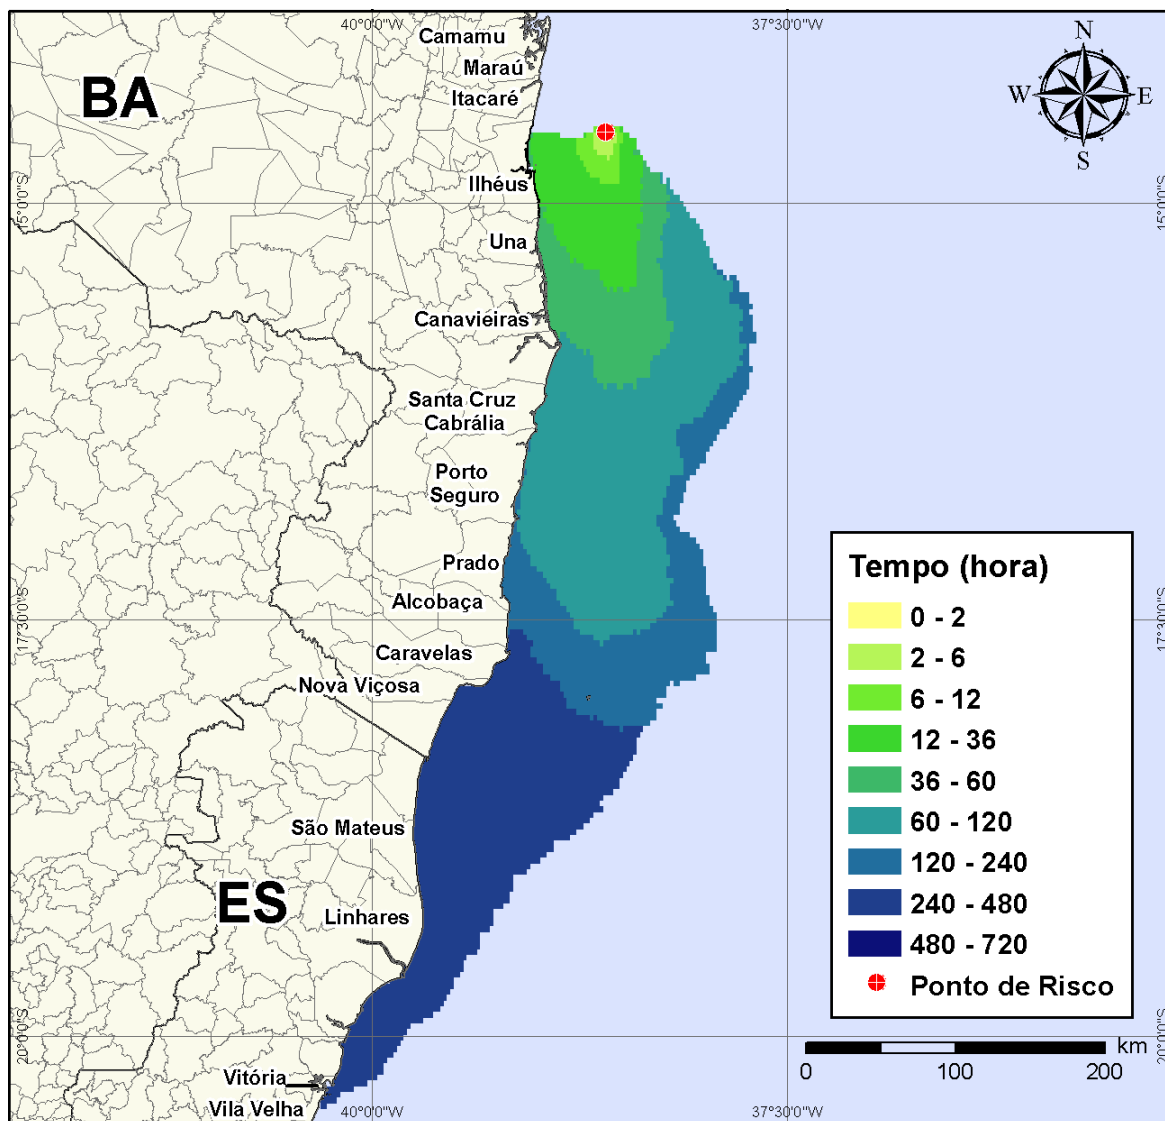 40°0'0"W
37°30'0"W
N
W
E
S
Camamu
Maraú
Itacaré
BA
Ilhéus
15°0'0"S
15°0'0"S
Una
Canavieiras
Santa Cruz
Cabrália
Porto
Seguro
Prado
Alcobaça
17°30'0"S
17°30'0"S
Caravelas
Nova Viçosa
São Mateus
ES
Linhares
Tempo (hora)
0 - 2
2 - 6
6 - 12
12 - 36
36 - 60
60 - 120
120 - 240
240 - 480
480 - 720
Ponto de Risco
20°0'0"S
20°0'0"S
km
0
100
200
Vitória
Vila Velha
40°0'0"W
37°30'0"W